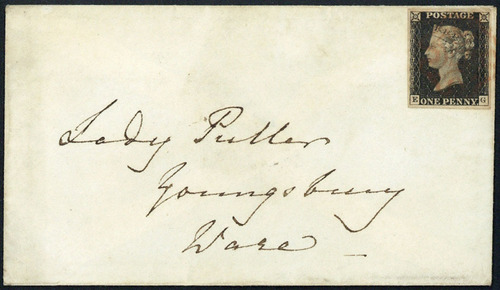 POSTAGE
E G
ONE PENNY
Lady Puller
Youngsbury
Ware